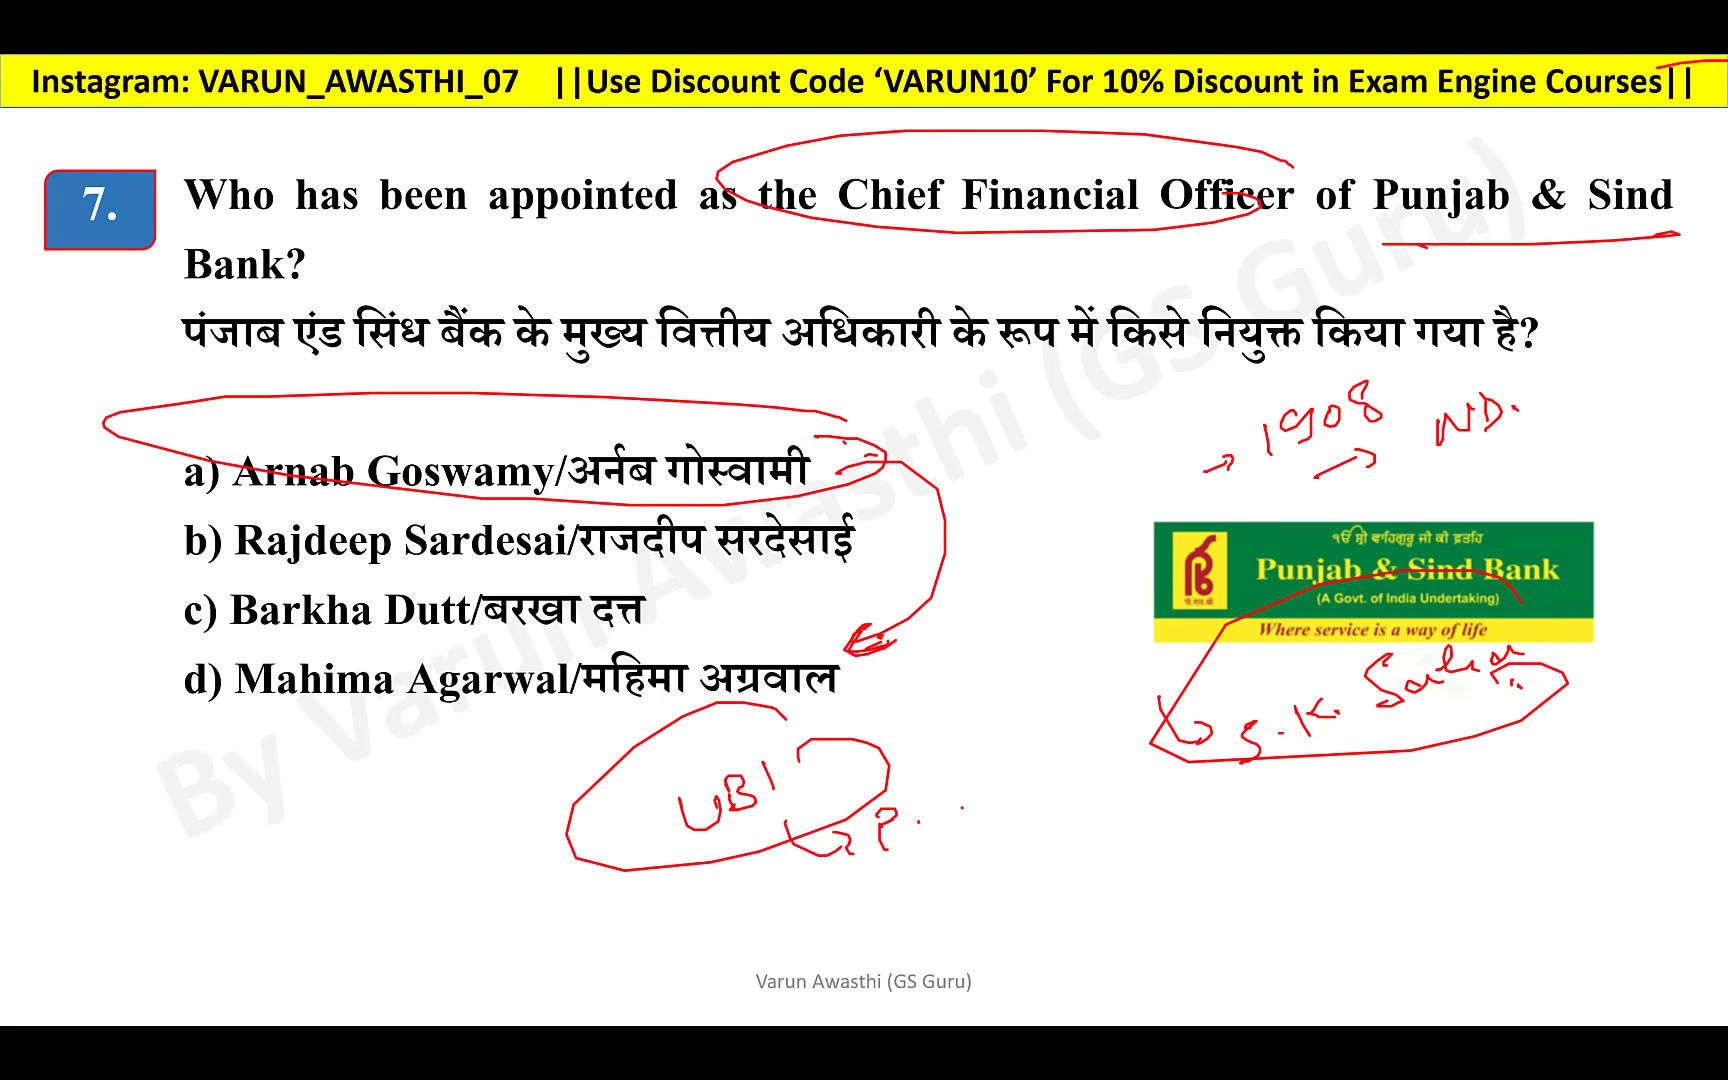 Instagram: VARUN_AWASTHI_07 ||Use Discount Code ‘VARUN10’ For 10% Discount in Exam Engine Courses||
7.
Who has been appointed as the Chief Financial Officer of Punjab & Sind
Bank?
पंजाब एंड सिंध बैंक के मुख्य वित्तीय अधिकारी के रूप में किसे नियुक्त किया गया है?
a) Arnab Goswamy/अर्नब गोस्वामी
b) Rajdeep Sardesai/राजदीप सरदेसाई
c) Barkha Dutt/बरखा दत्त
d) Mahima Agarwal/महिमा अग्रवाल
1908 ND.
ੴ ਸ੍ਰੀ ਵਾਹਿਗੁਰੂ ਜੀ ਕੀ ਫ਼ਤਹਿ
Punjab & Sind Bank
(A Govt. of India Undertaking)
Where service is a way of life
S.K.
UBI
P.
By Varun Awasthi (GS Guru)
Varun Awasthi (GS Guru)